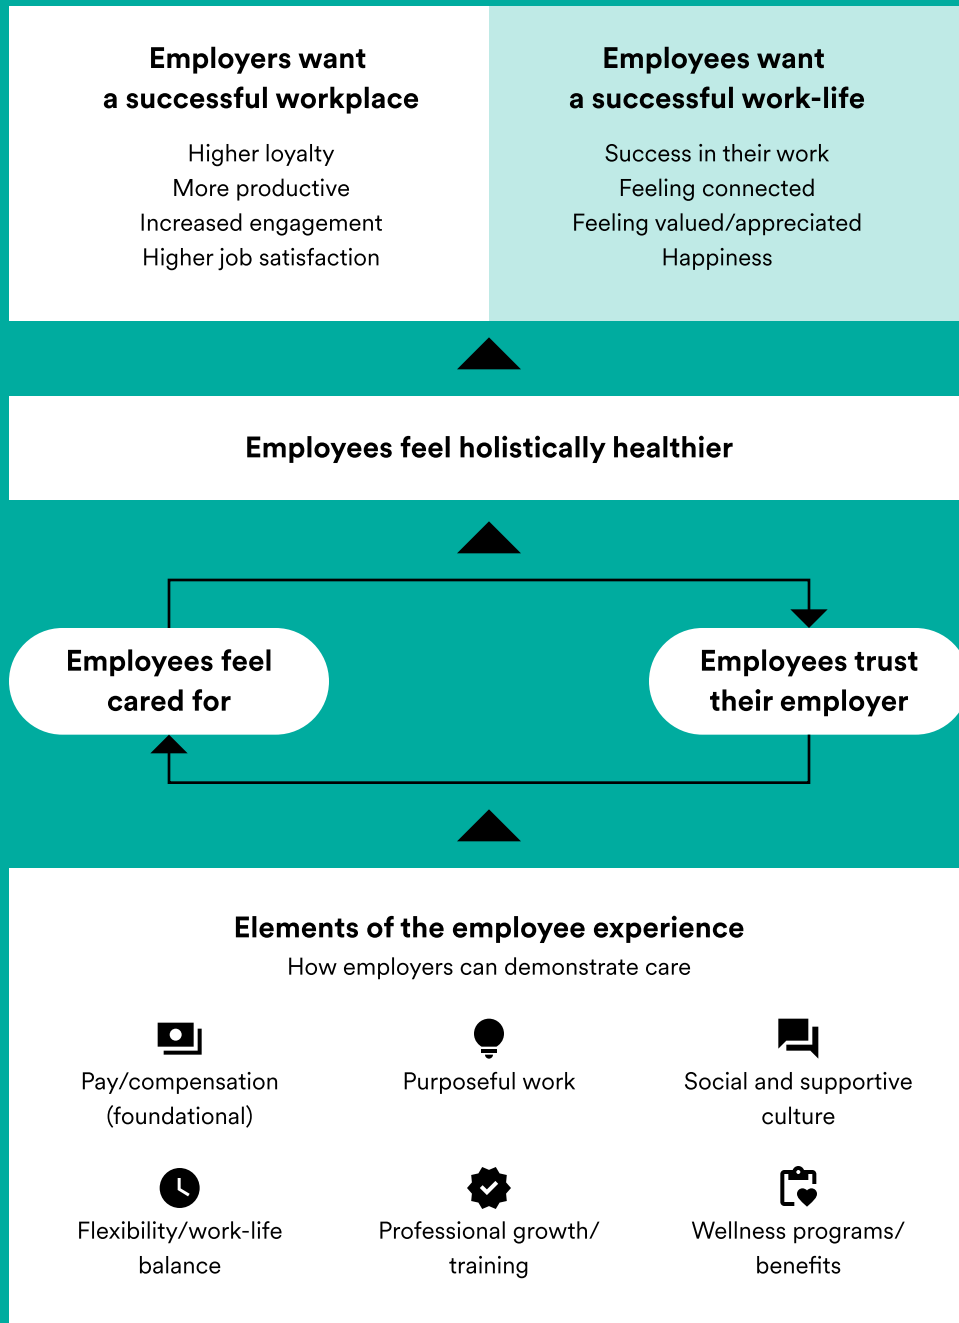 Employers want
a successful workplace
Higher loyalty
More productive
Increased engagement
Higher job satisfaction
Employees want
a successful work-life
Success in their work
Feeling connected
Feeling valued/appreciated
Happiness
Employees feel holistically healthier
Employees feel
cared for
Employees trust
their employer
Elements of the employee experience
How employers can demonstrate care
Pay/compensation
(foundational)
Purposeful work
Social and supportive
culture
Flexibility/work-life
balance
Professional growth/
training
Wellness programs/
benefits